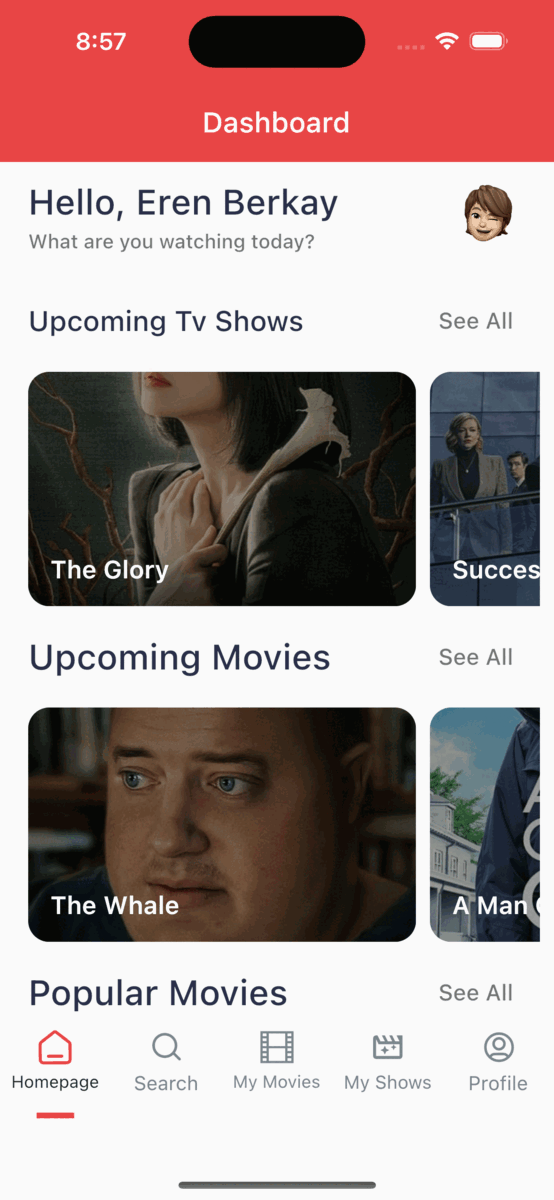 8:57
Dashboard
Hello, Eren Berkay
What are you watching today?
Upcoming Tv Shows
See All
The Glory
Succes
Upcoming Movies
See All
The Whale
A Man
Popular Movies
See All
Homepage
Search
My Movies
My Shows
Profile